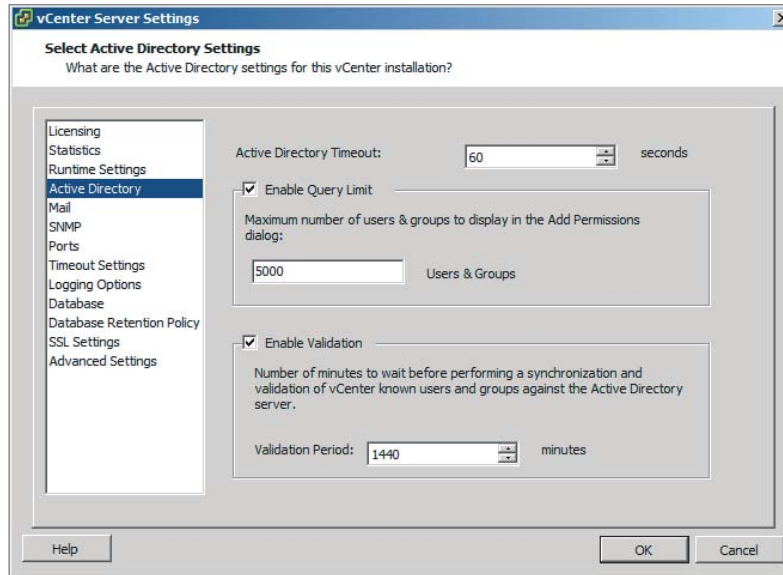 vCenter Server Settings
Select Active Directory Settings
What are the Active Directory settings for this vCenter installation?
Licensing
Statistics
Runtime Settings
Active Directory
Mail
SNMP
Ports
Timeout Settings
Logging Options
Database
Database Retention Policy
SSL Settings
Advanced Settings
Active Directory Timeout: 60 seconds
Enable Query Limit
Maximum number of users & groups to display in the Add Permissions
dialog:
5000 Users & Groups
Enable Validation
Number of minutes to wait before performing a synchronization and
validation of vCenter known users and groups against the Active Directory
server.
Validation Period: 1440 minutes
Help OK Cancel